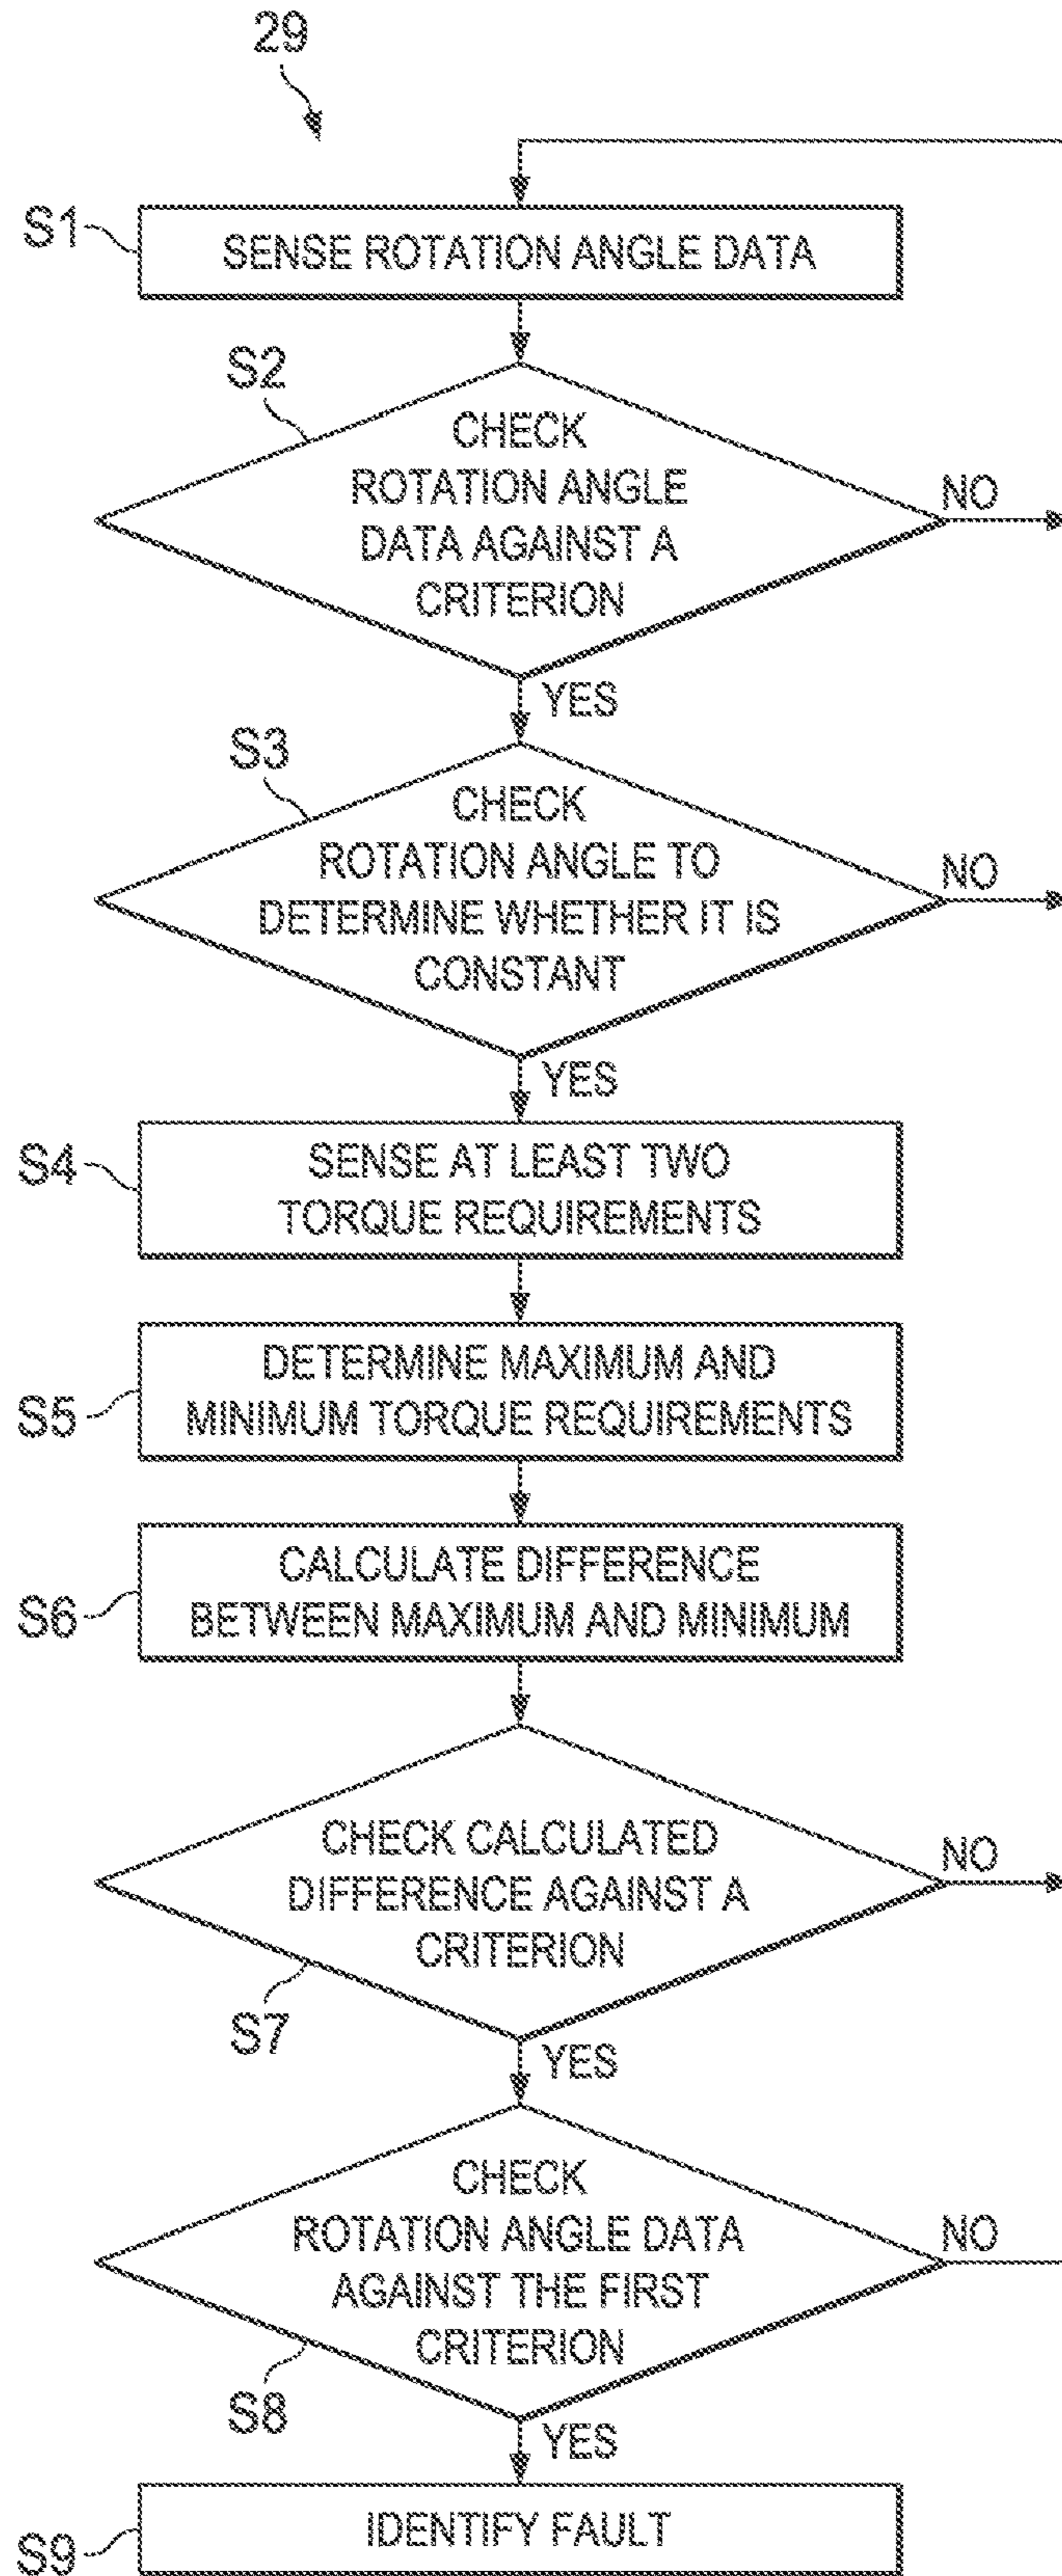 29
S1
SENSE ROTATION ANGLE DATA
S2
CHECK
ROTATION ANGLE
DATA AGAINST A
CRITERION
NO
YES
S3
CHECK
ROTATION ANGLE TO
DETERMINE WHETHER IT IS
CONSTANT
NO
YES
S4
SENSE AT LEAST TWO
TORQUE REQUIREMENTS
S5
DETERMINE MAXIMUM AND
MINIMUM TORQUE REQUIREMENTS
S6
CALCULATE DIFFERENCE
BETWEEN MAXIMUM AND MINIMUM
CHECK CALCULATED
DIFFERENCE AGAINST A
CRITERION
NO
S7
YES
CHECK
ROTATION ANGLE DATA
AGAINST THE FIRST
CRITERION
NO
S8
YES
S9
IDENTIFY FAULT